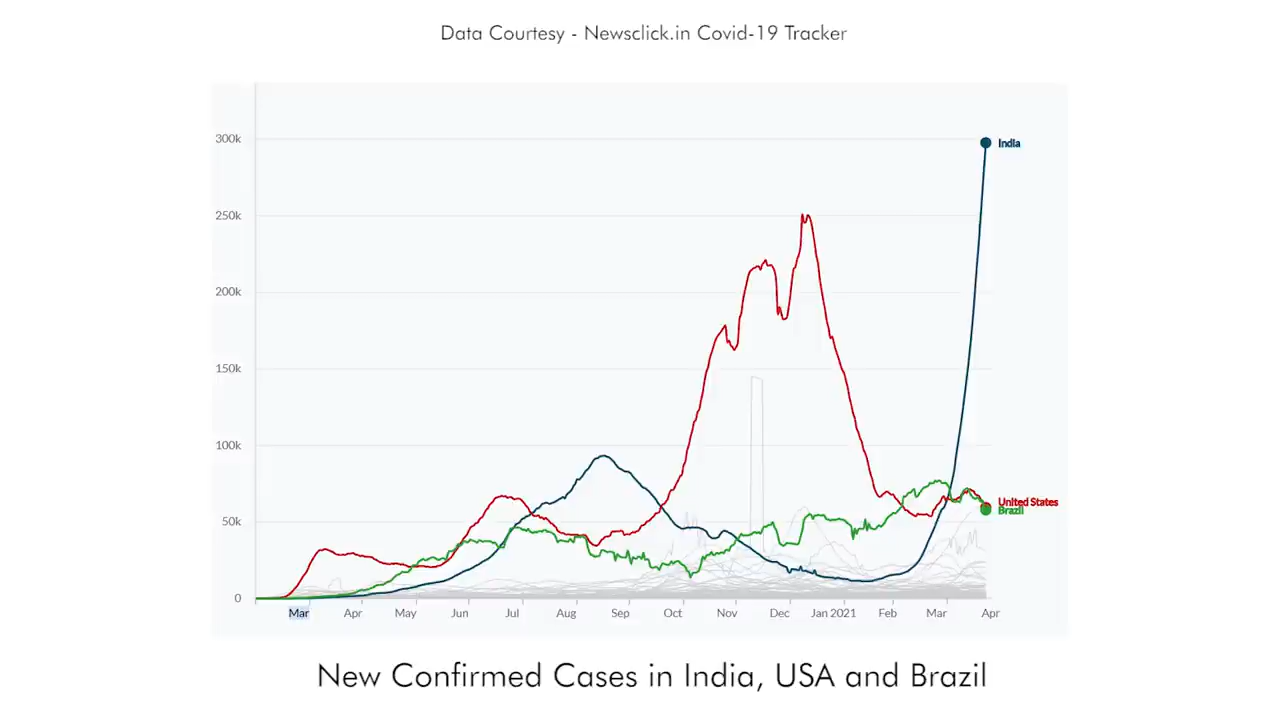 Data Courtesy - Newsclick.in Covid-19 Tracker
300k
India
250k
200k
150k
100k
United States
Brazil
50k
0
Mar Apr May Jun Jul Aug Sep Oct Nov Dec Jan 2021 Feb Mar Apr
New Confirmed Cases in India, USA and Brazil